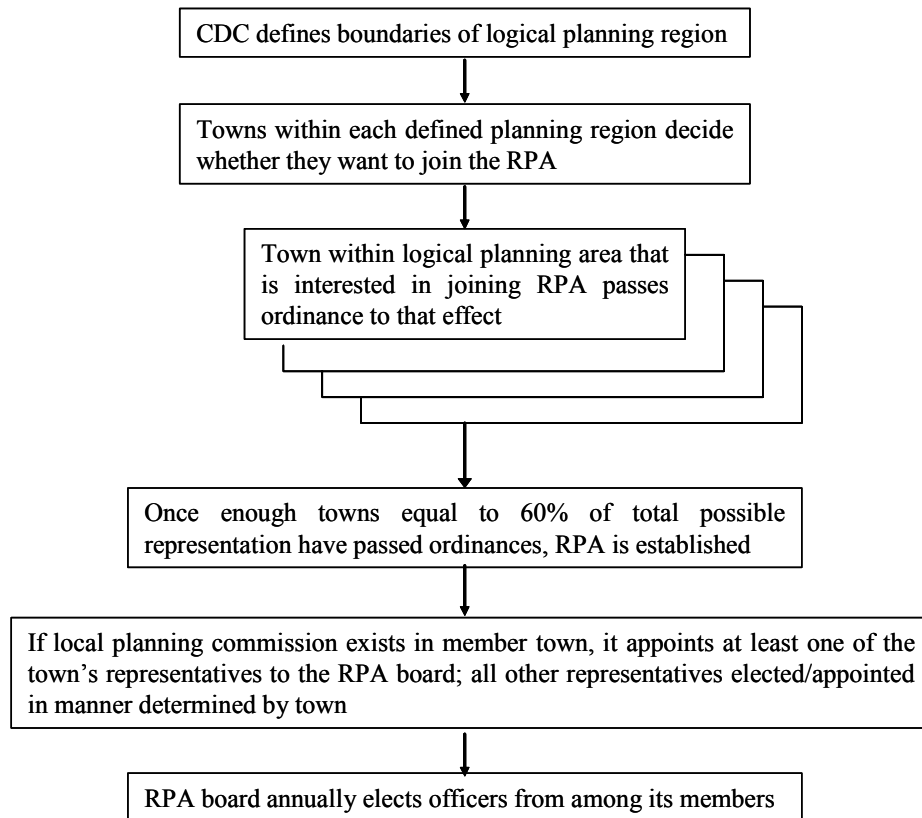 CDC defines boundaries of logical planning region
Towns within each defined planning region decide
whether they want to join the RPA
Town within logical planning area that
is interested in joining RPA passes
ordinance to that effect
Once enough towns equal to 60% of total possible
representation have passed ordinances, RPA is established
If local planning commission exists in member town, it appoints at least one of the
town's representatives to the RPA board; all other representatives elected/appointed
in manner determined by town
RPA board annually elects officers from among its members